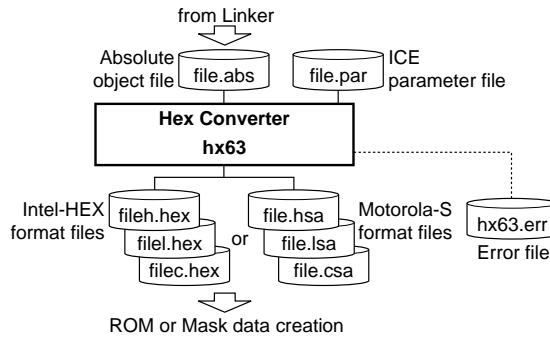 from Linker
Absolute
object file
file.abs
file.par
ICE
parameter file
Hex Converter
hx63
Intel-HEX
format files
fileh.hex
filel.hex
filec.hex
or
file.hsa
file.lsa
file.csa
Motorola-S
format files
hx63.err
Error file
ROM or Mask data creation